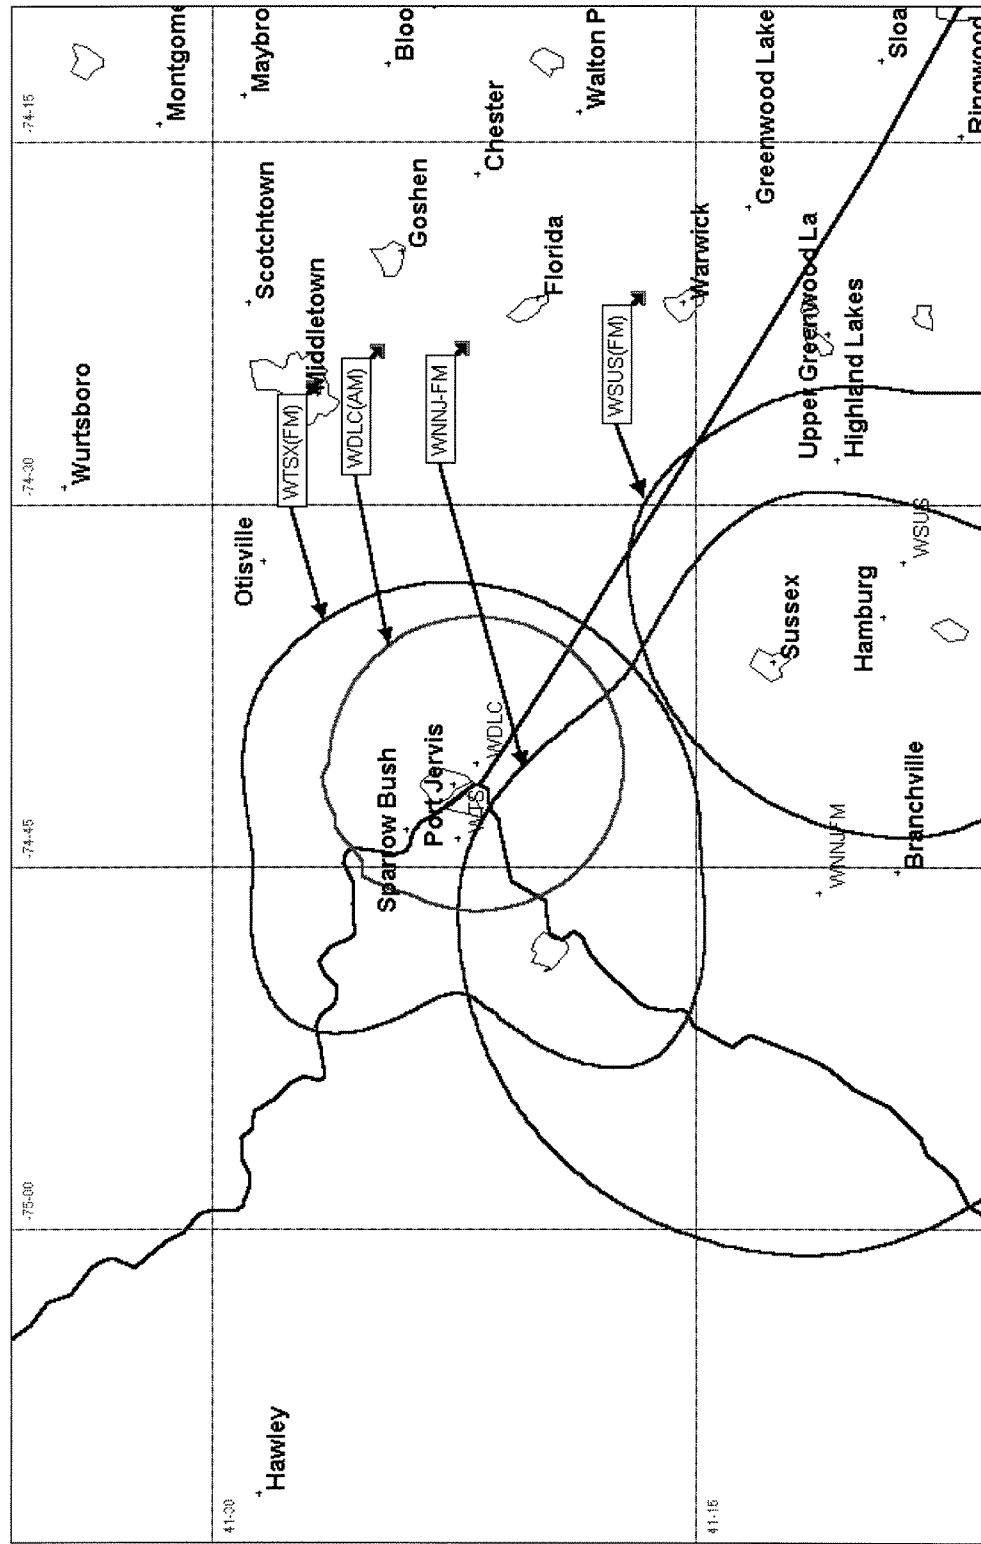 Hawley
Wurtsboro
Montgome
Otisville
Scotchtown
Maybro
WTSX(FM)
Middletown
WDLC(AM)
Goshen
Bloo
Sparrow Bush
WNNJ-FM
Port Jervis
Chester
WTS
WDLC
Florida
Walton P
WSUS(FM)
Warwick
Sussex
Greenwood Lake
Upper Greenwood La
WNNJFM
Hamburg
Highland Lakes
Branchville
WSUS
Sloa
Ringwood
-75-00
-74-45
-74-30
-74-15
41-30
41-15